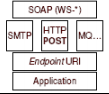 SOAP (WS-*)
SMTP HTTP POST MQ...
Endpoint URI
Application